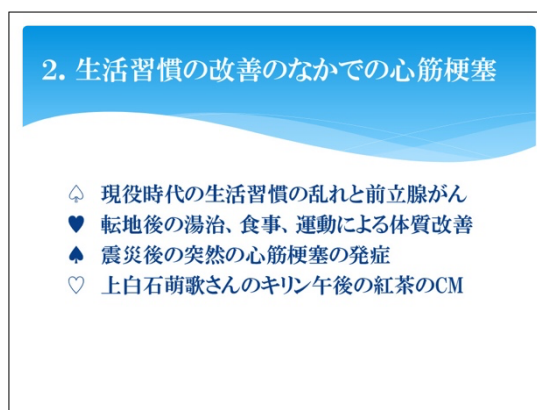 2. 生活習慣の改善のなかでの心筋梗塞
♤ 現役時代の生活習慣の乱れと前立腺がん
♥ 転地後の湯治、食事、運動による体質改善
♠ 震災後の突然の心筋梗塞の発症
♡ 上白石萌歌さんのキリン午後の紅茶のCM